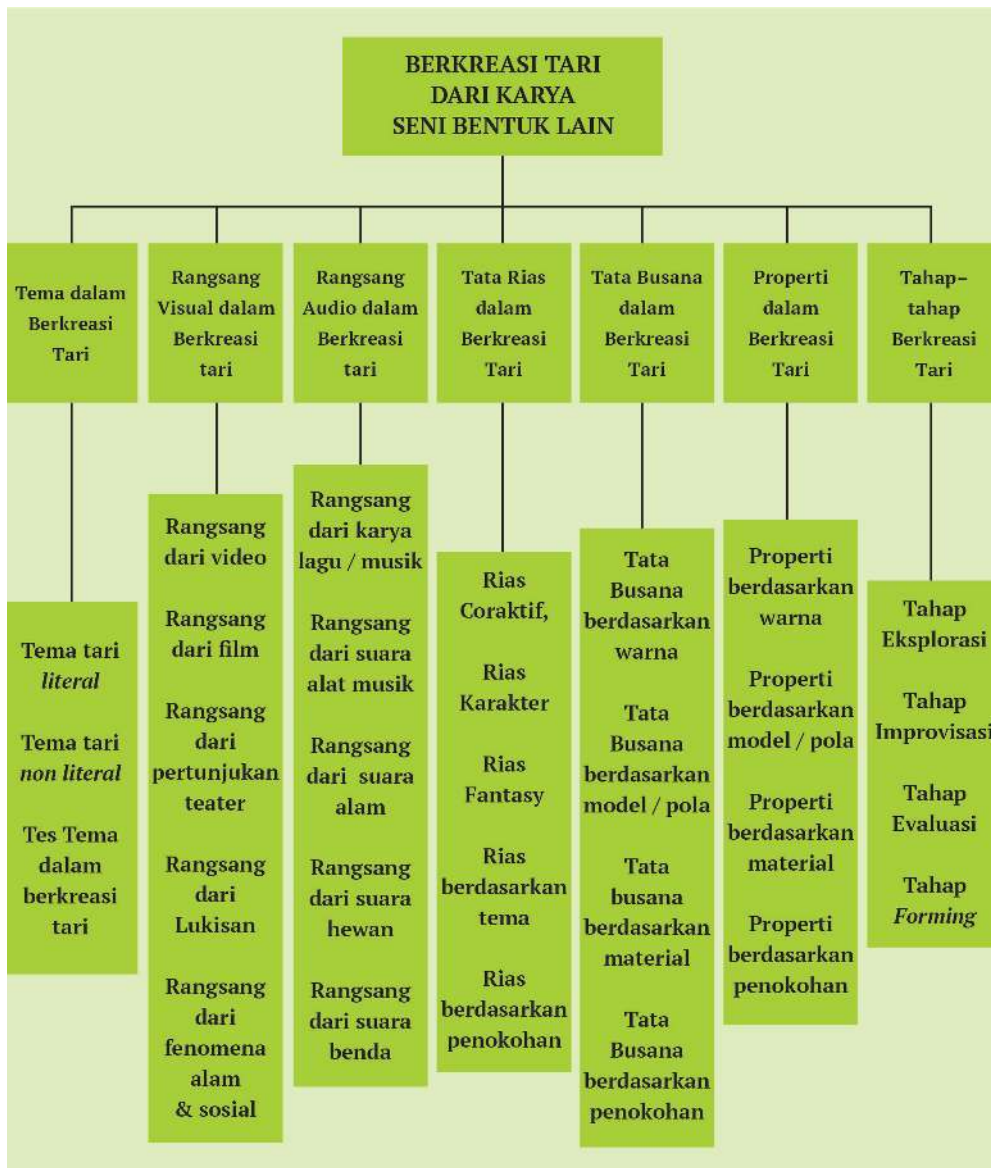 BERKREASI TARI
DARI KARYA
SENI BENTUK LAIN
Tema dalam
Berkreasi
Tari
Rangsang
Visual dalam
Berkreasi
tari
Rangsang
Audio dalam
Berkreasi
tari
Tata Rias
dalam
Berkreasi
Tari
Tata Busana
dalam
Berkreasi
Tari
Properti
dalam
Berkreasi
Tari
Tahap–
tahap
Berkreasi
Tari
Tema tari
literal
Tema tari
non literal
Tes Tema
dalam
berkreasi
tari
Rangsang
dari video
Rangsang
dari film
Rangsang
dari
pertunjukan
teater
Rangsang
dari
Lukisan
Rangsang
dari
fenomena
alam
& sosial
Rangsang
dari karya
lagu / musik
Rangsang
dari suara
alat musik
Rangsang
dari suara
alam
Rangsang
dari suara
hewan
Rangsang
dari suara
benda
Rias
Coraktif,
Rias
Karakter
Rias
Fantasy
Rias
berdasarkan
tema
Rias
berdasarkan
penokohan
Tata
Busana
berdasarkan
warna
Tata
Busana
berdasarkan
model / pola
Tata
busana
berdasarkan
material
Tata
Busana
berdasarkan
penokohan
Properti
berdasarkan
warna
Properti
berdasarkan
model / pola
Properti
berdasarkan
material
Properti
berdasarkan
penokohan
Tahap
Eksplorasi
Tahap
Improvisasi
Tahap
Evaluasi
Tahap
Forming